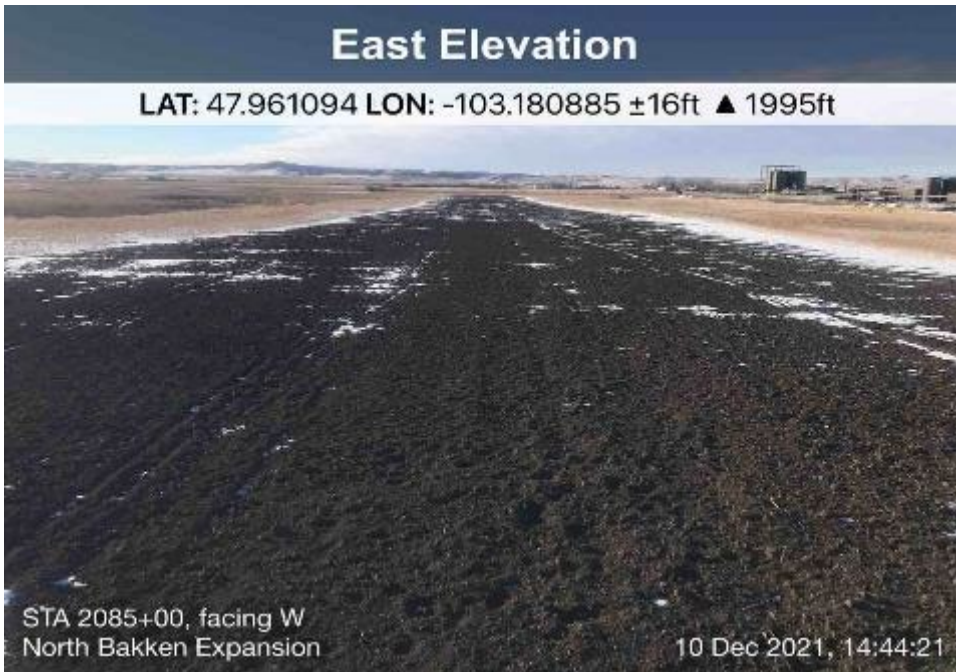 East Elevation
LAT: 47.961094 LON: -103.180885 ±16ft ▲ 1995ft
STA 2085+00, facing W
North Bakken Expansion
10 Dec 2021, 14:44:21